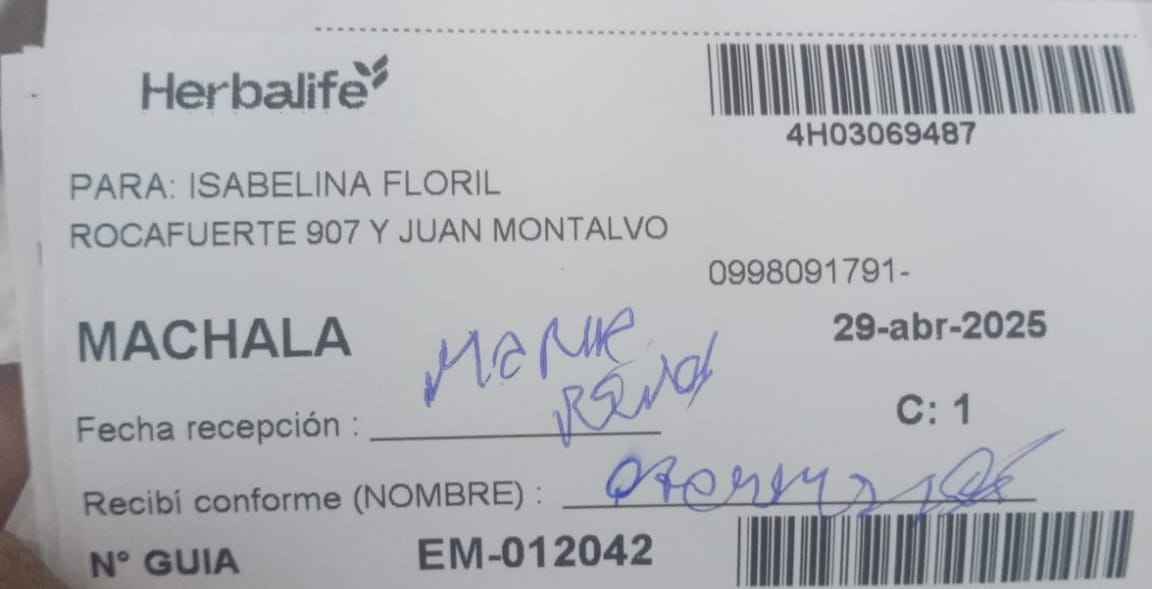 Herbalife
4H03069487
PARA: ISABELINA FLORIL
ROCAFUERTE 907 Y JUAN MONTALVO
0998091791-
MACHALA
29-abr-2025
C: 1
Fecha recepción :
Recibí conforme (NOMBRE) :
Nº GUIA EM-012042